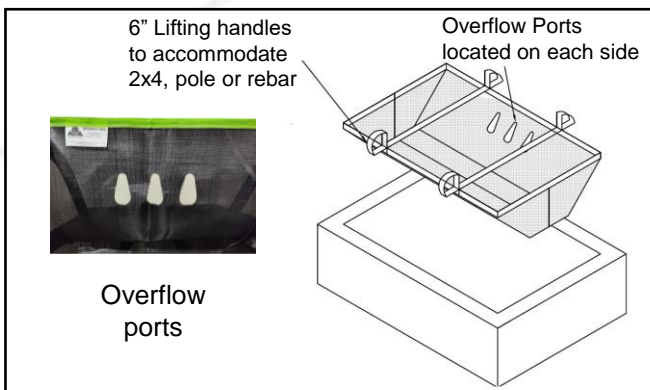 6” Lifting handles
to accommodate
2x4, pole or rebar
Overflow Ports
located on each side
Overflow
ports